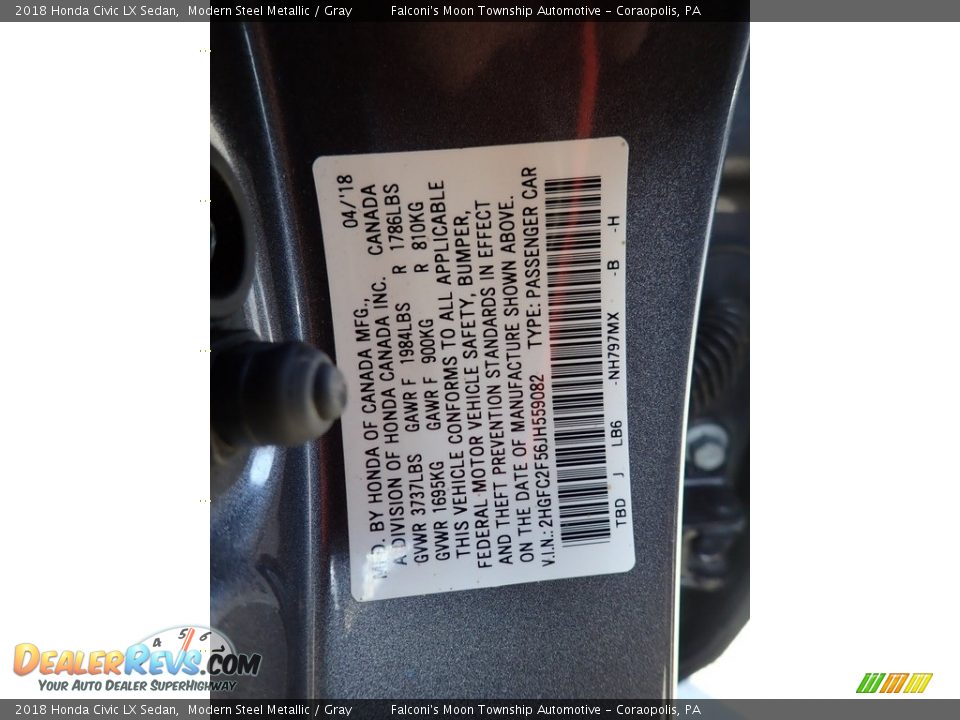 2018 Honda Civic LX Sedan, Modern Steel Metallic / Gray Falconi's Moon Township Automotive - Coraopolis, PA
MFD. BY HONDA OF CANADA MFG., 04/'18
A DIVISION OF HONDA CANADA INC. CANADA
GVWR 3737LBS GAWR F 1984LBS R 1786LBS
GVWR 1695KG GAWR F 900KG R 810KG
THIS VEHICLE CONFORMS TO ALL APPLICABLE
FEDERAL MOTOR VEHICLE SAFETY, BUMPER,
AND THEFT PREVENTION STANDARDS IN EFFECT
ON THE DATE OF MANUFACTURE SHOWN ABOVE.
V.I.N.: 2HGFC2F56JH559082 TYPE: PASSENGER CAR
TBD J LB6 -NH797MX -B -H
4 5 6
DEALERREVS.COM
YOUR AUTO DEALER SUPERHIGHWAY
2018 Honda Civic LX Sedan, Modern Steel Metallic / Gray Falconi's Moon Township Automotive - Coraopolis, PA